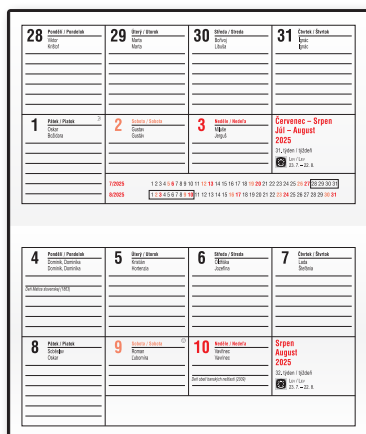 28 Pondělí / Pondelok
Viktor
Krištof
29 Úterý / Utorok
Marta
Marta
30 Středa / Streda
Bořivoj
Libuša
31 Čtvrtek / Štvrtok
Ignác
Ignác
1 Pátek / Piatok
Oskar
Božidara
2 Sobota / Sobota
Gustav
Gustáv
3 Neděle / Nedeľa
Miluše
Jerguš
Červenec – Srpen
Júl – August
2025
31. týden / týždeň
Lev / Lev
23. 7. – 22. 8.
7/2025 1 2 3 4 5 6 7 8 9 10 11 12 13 14 15 16 17 18 19 20 21 22 23 24 25 26 27 28 29 30 31
8/2025 1 2 3 4 5 6 7 8 9 10 11 12 13 14 15 16 17 18 19 20 21 22 23 24 25 26 27 28 29 30 31
4 Pondělí / Pondelok
Dominik, Dominika
Dominik, Dominika
Deň Matice slovenskej (1863)
5 Úterý / Utorok
Kristián
Hortenzia
6 Středa / Streda
Oldřiška
Jozefína
7 Čtvrtek / Štvrtok
Lada
Štefánia
8 Pátek / Piatok
Soběslav
Oskar
9 Sobota / Sobota
Roman
Ľubomíra
10 Neděle / Nedeľa
Vavřinec
Vavrinec
Deň obetí banských nešťastí (2009)
Srpen
August
2025
32. týden / týždeň
Lev / Lev
23. 7. – 22. 8.